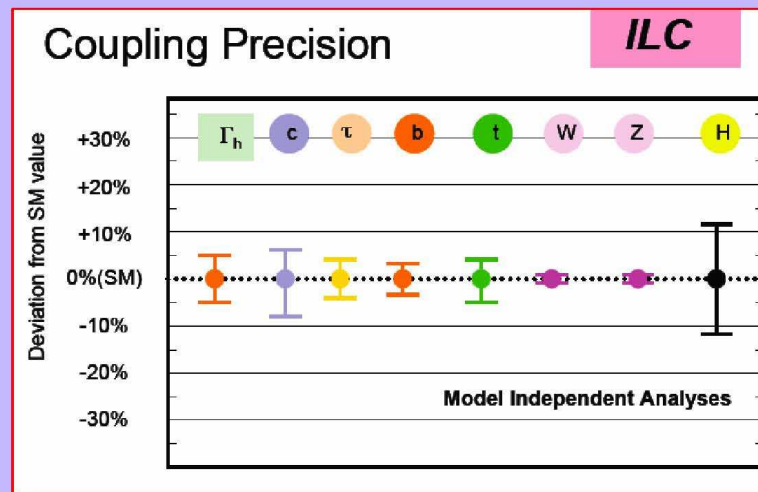 Coupling Precision
ILC
Deviation from SM value
Γh c τ b t W Z H
+30%
+20%
+10%
0%(SM)
-10%
-20%
-30%
Model Independent Analyses